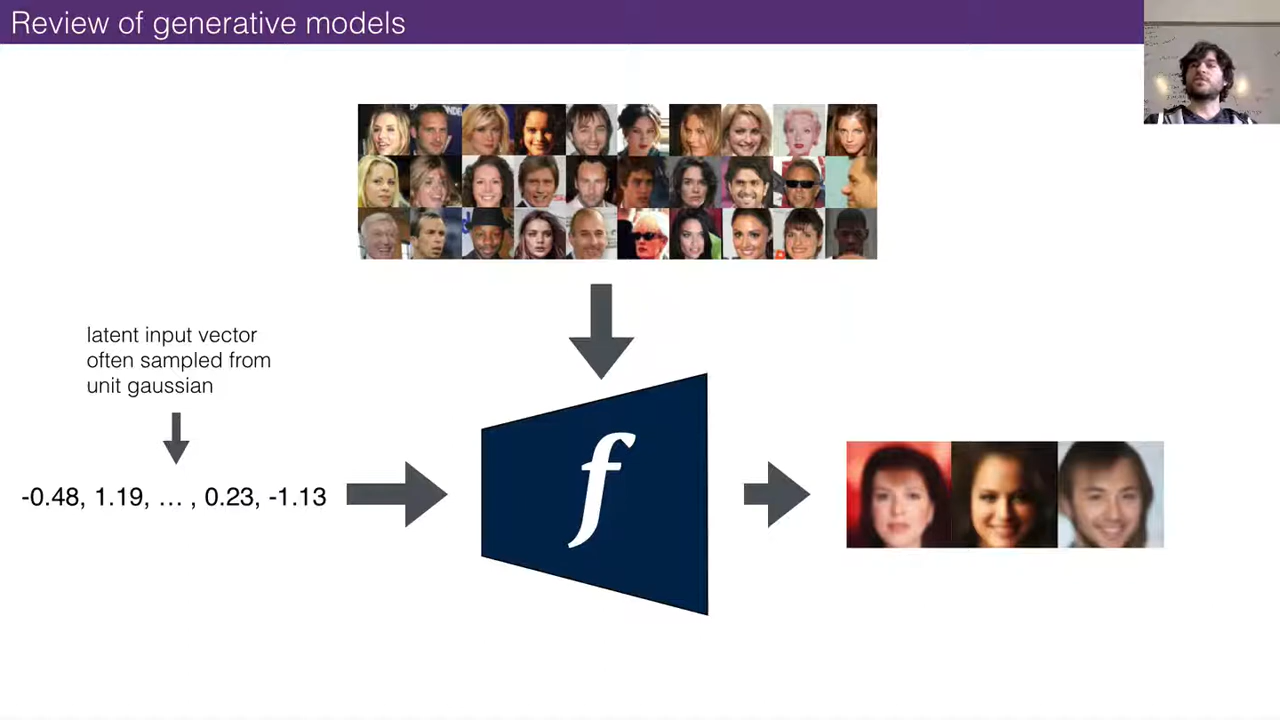 Review of generative models
latent input vector
often sampled from
unit gaussian
-0.48, 1.19, … , 0.23, -1.13
f